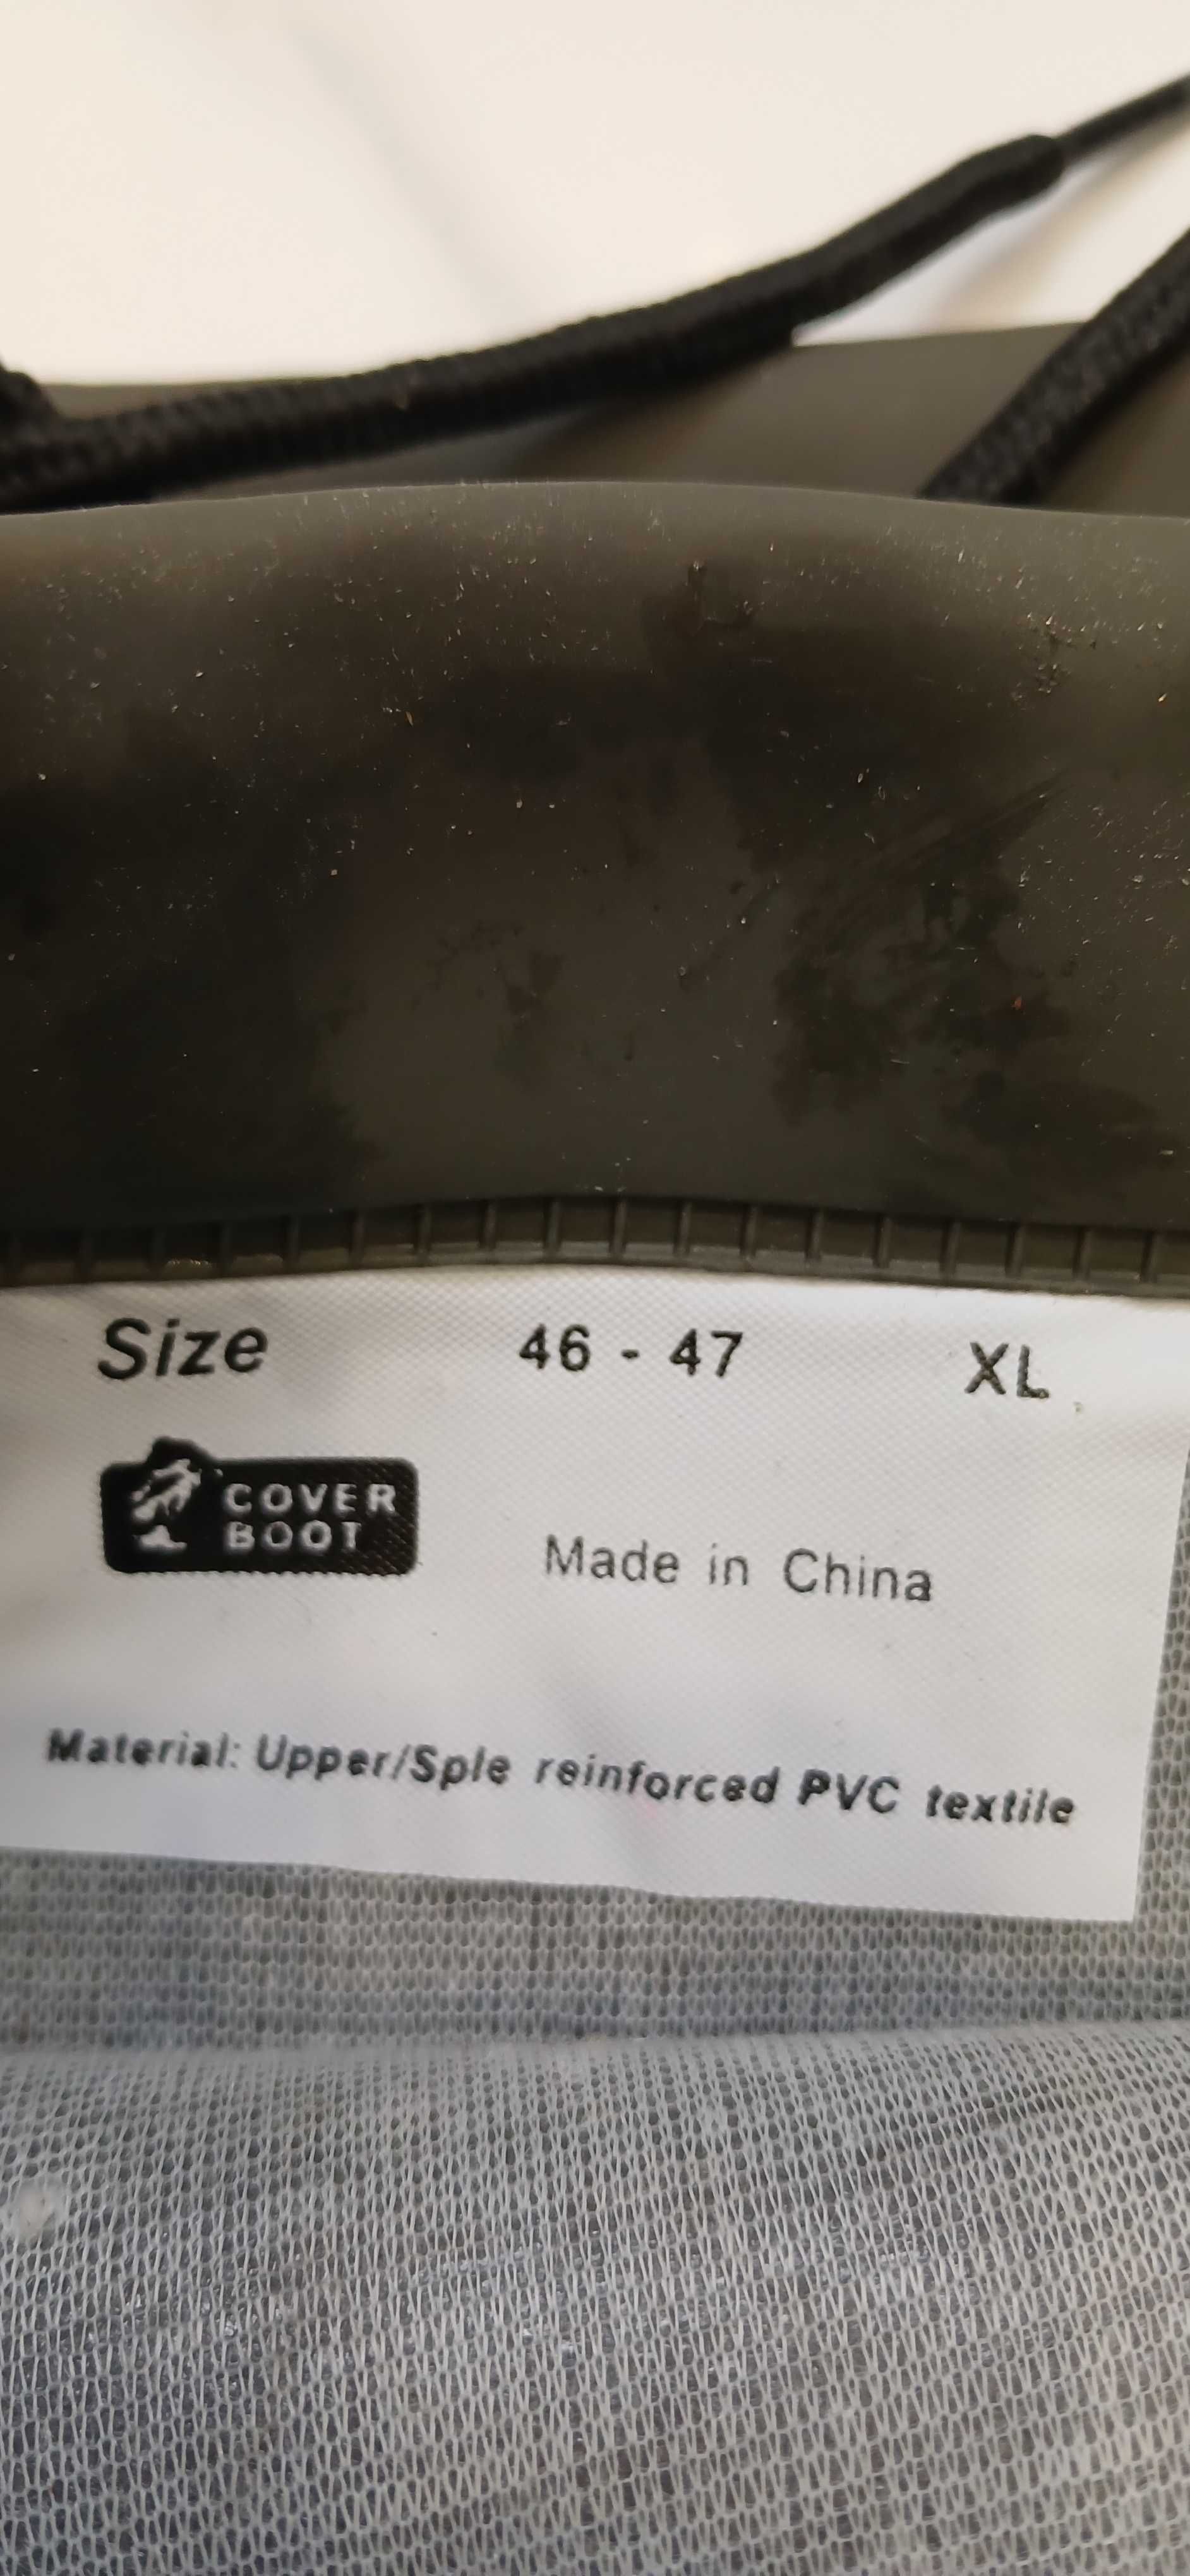 Size 46 - 47 XL
COVER
BOOT
Made in China
Material: Upper/Sple reinforced PVC textile